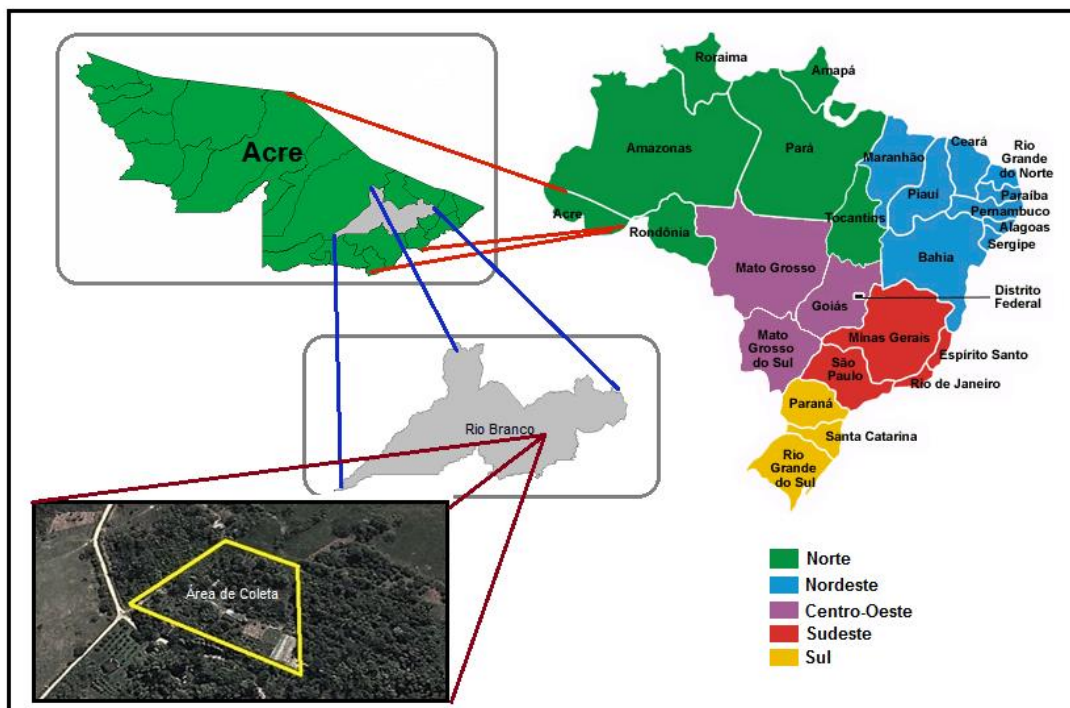 Acre
Rio Branco
Área de Coleta
Roraima
Amapá
Amazonas
Pará
Acre
Rondônia
Tocantins
Maranhão
Ceará
Rio
Grande
do Norte
Piauí
Paraíba
Pernambuco
Alagoas
Sergipe
Bahia
Mato Grosso
Goiás
Distrito
Federal
Mato
Grosso
do Sul
Minas Gerais
Espírito Santo
São
Paulo
Rio de Janeiro
Paraná
Santa Catarina
Rio
Grande
do Sul
Norte
Nordeste
Centro-Oeste
Sudeste
Sul